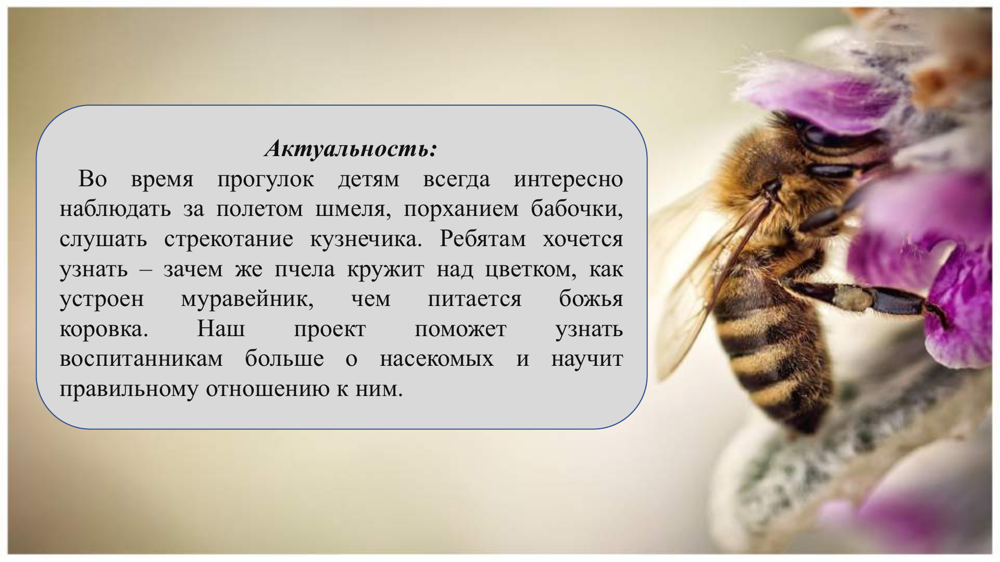 Актуальность:
Во время прогулок детям всегда интересно
наблюдать за полетом шмеля, порханием бабочки,
слушать стрекотание кузнечика. Ребятам хочется
узнать – зачем же пчела кружит над цветком, как
устроен муравейник, чем питается божья
коровка. Наш проект поможет узнать
воспитанникам больше о насекомых и научит
правильному отношению к ним.